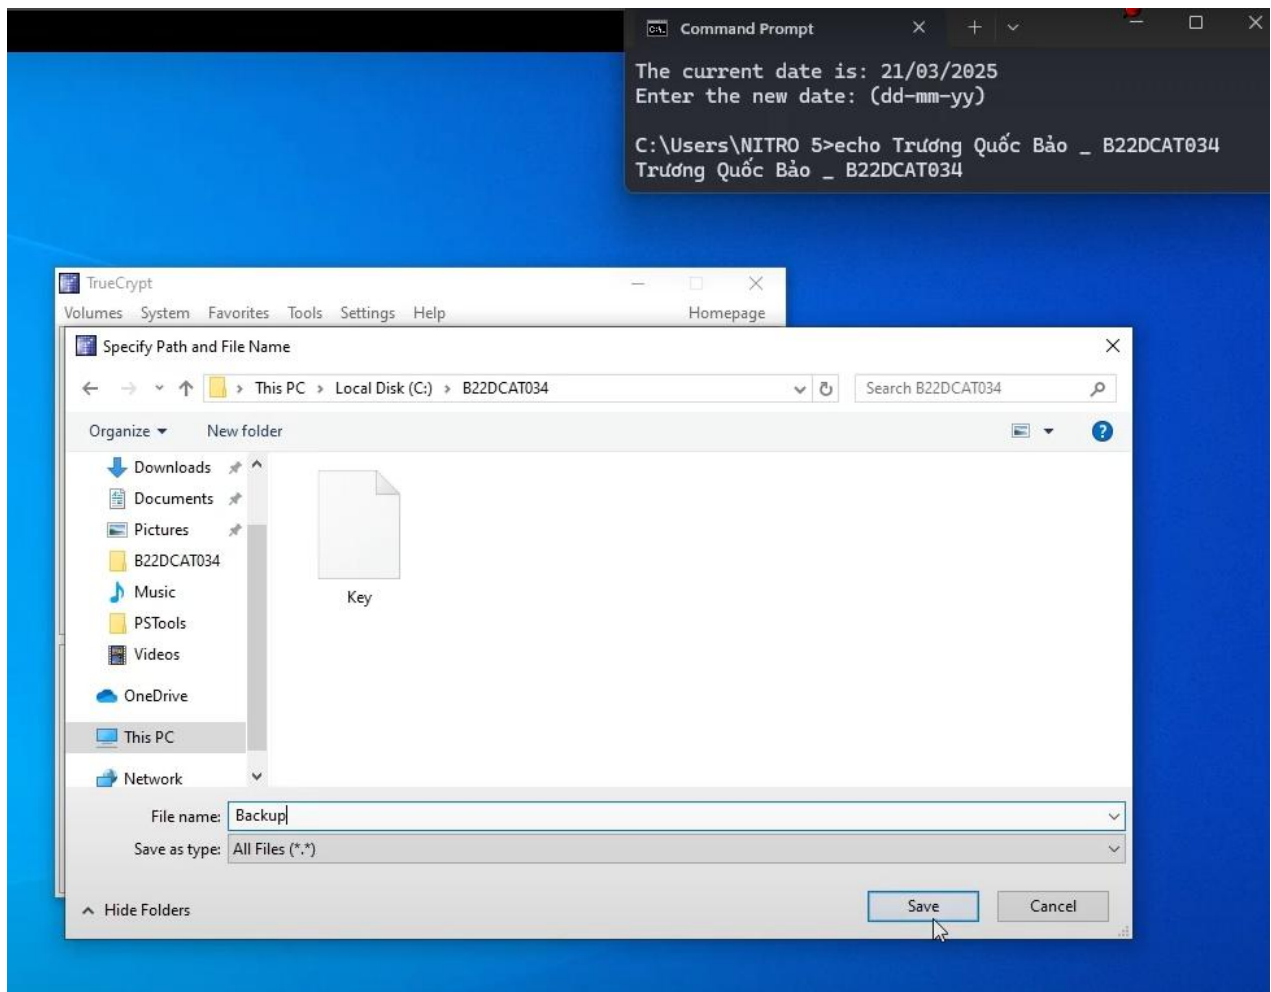 Command Prompt
The current date is: 21/03/2025
Enter the new date: (dd-mm-yy)
C:\Users\NITRO 5>echo Trương Quốc Bảo _ B22DCAT034
Trương Quốc Bảo _ B22DCAT034
TrueCrypt
Volumes System Favorites Tools Settings Help Homepage
Specify Path and File Name
This PC > Local Disk (C:) > B22DCAT034
Search B22DCAT034
Organize New folder
Downloads
Documents
Pictures
B22DCAT034
Music
PSTools
Videos
OneDrive
This PC
Network
Key
File name: Backup
Save as type: All Files (*.*)
Hide Folders
Save Cancel